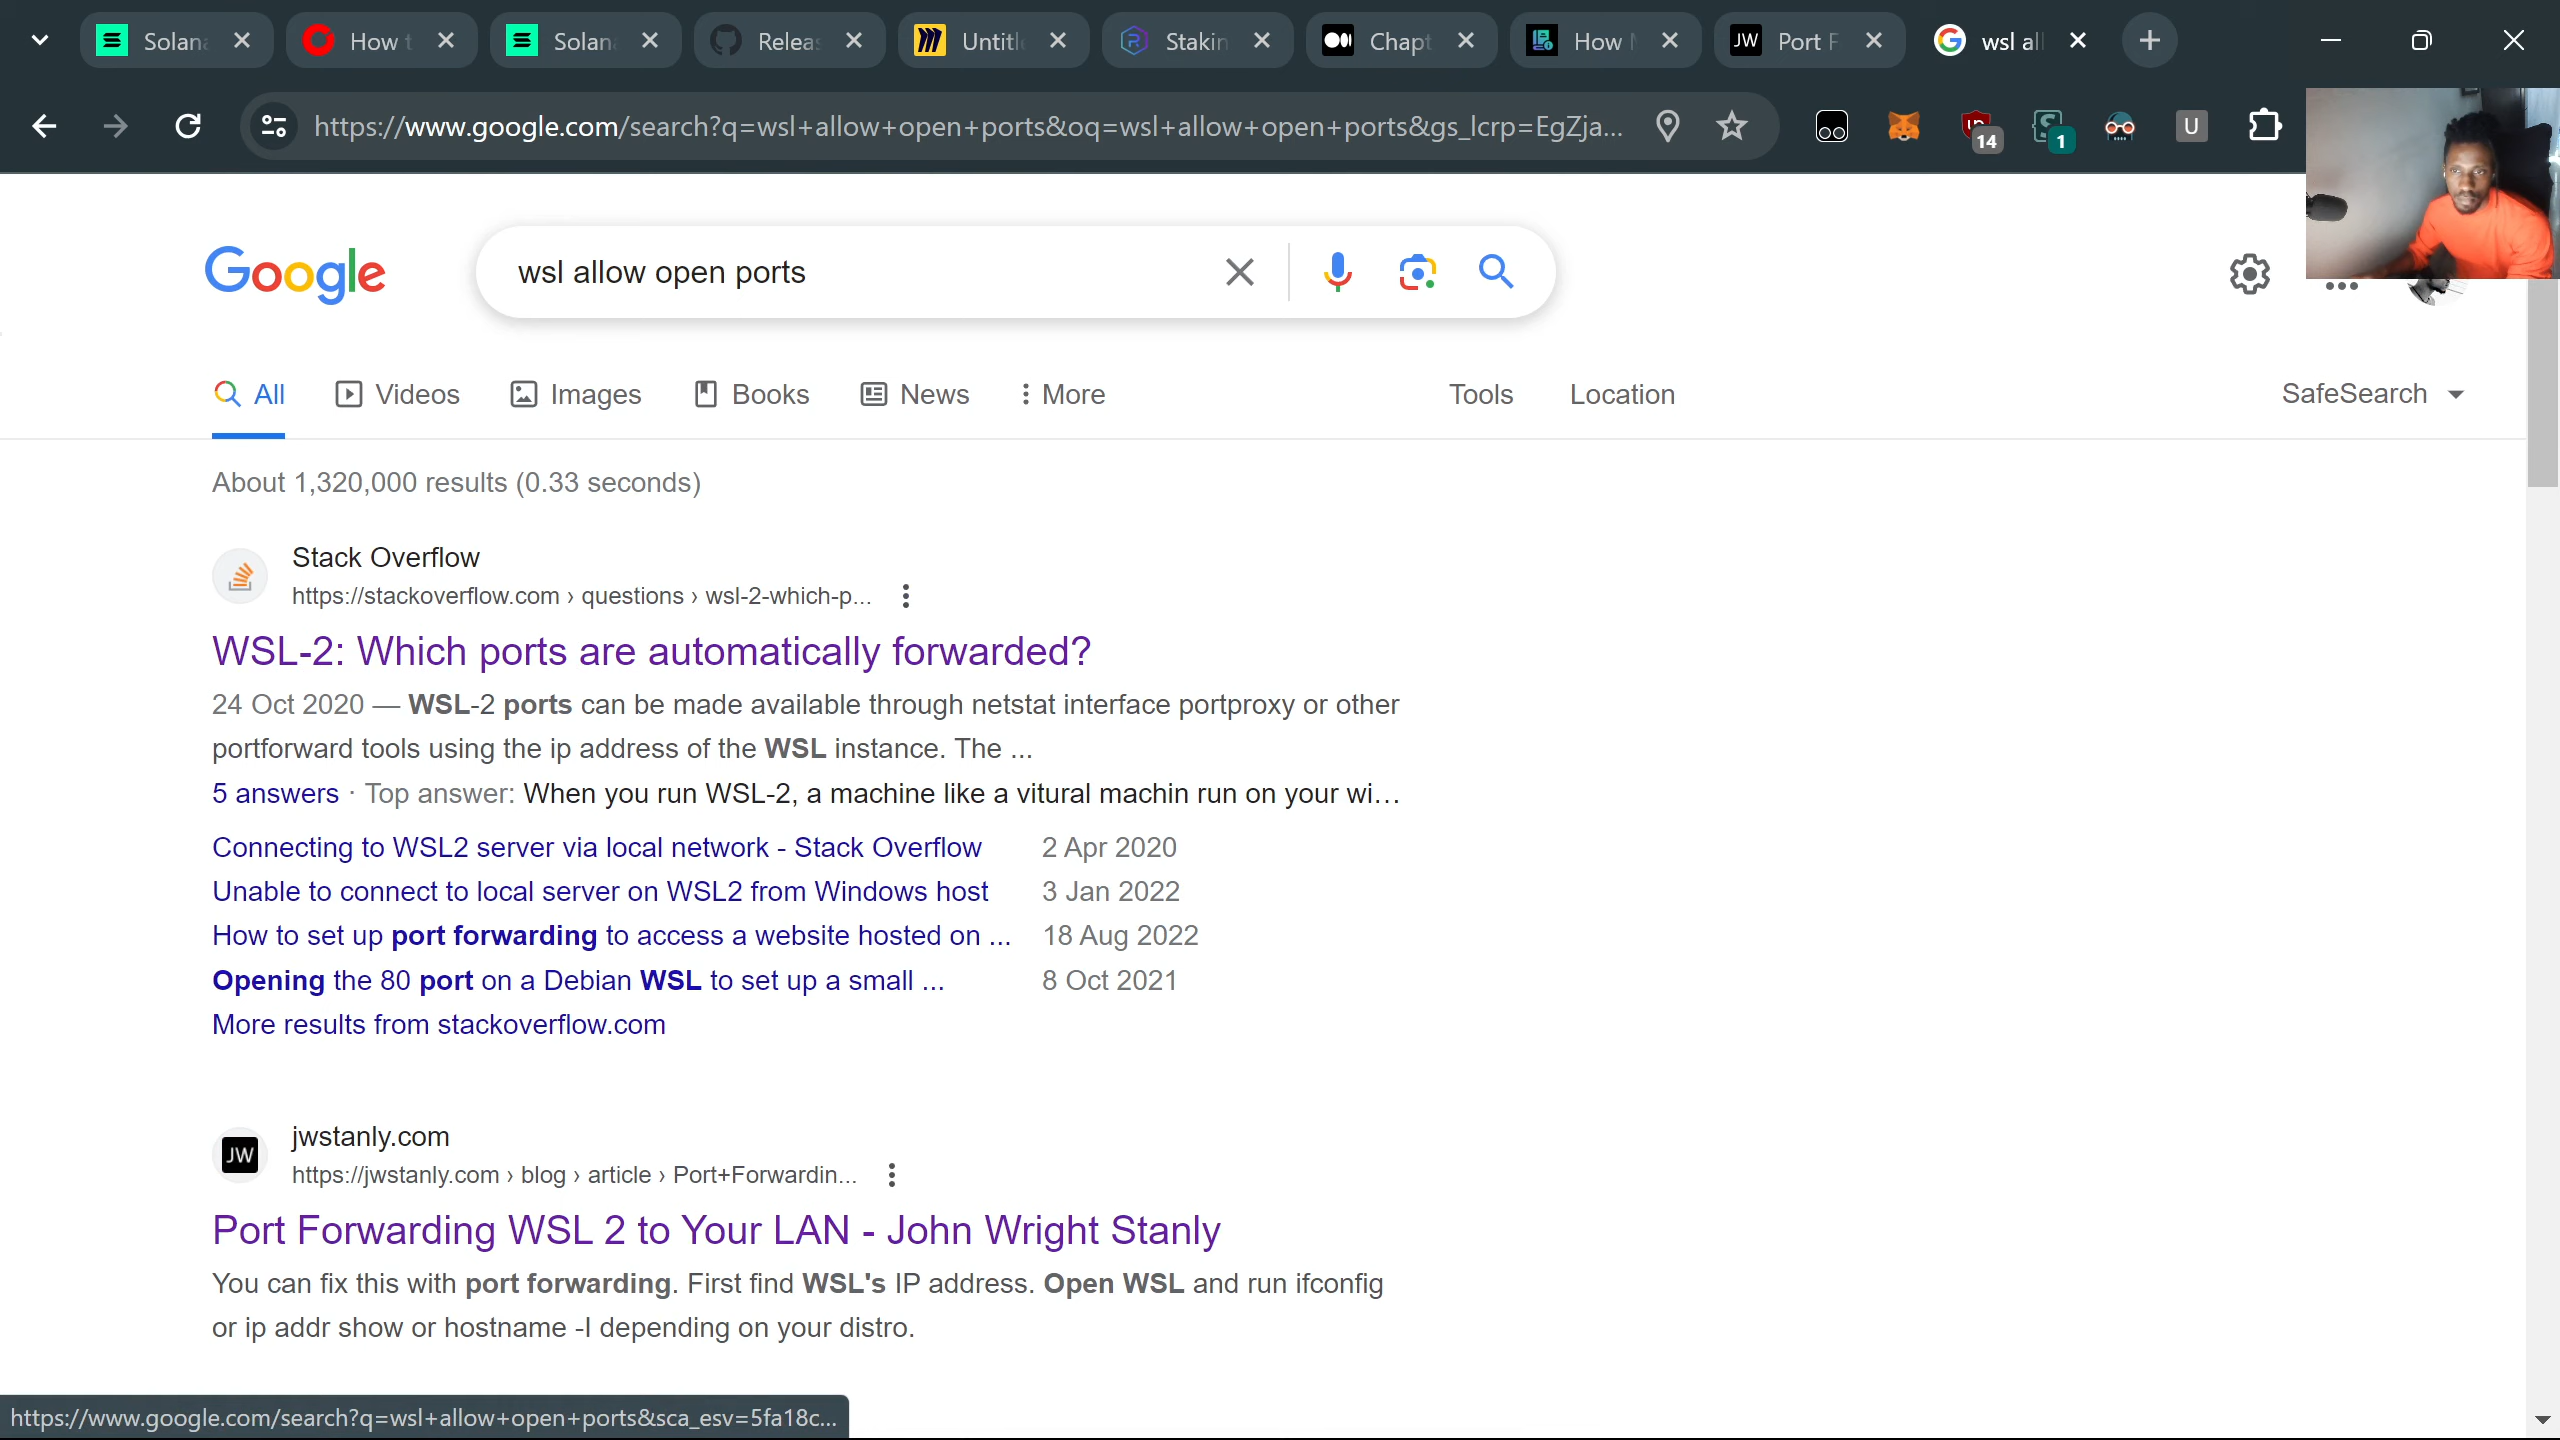 Solana
How t
Solan
Relea
Untitl
Stakin
Chapt
How
JW
Port F
wsl all
https://www.google.com/search?q=wsl+allow+open+ports&oq=wsl+allow+open+ports&gs_lcrp=EgZja...
14
1
U
Google
wsl allow open ports
All
Videos
Images
Books
News
More
Tools
Location
SafeSearch
About 1,320,000 results (0.33 seconds)
Stack Overflow
https://stackoverflow.com › questions › wsl-2-which-p...
WSL-2: Which ports are automatically forwarded?
24 Oct 2020 — WSL-2 ports can be made available through netstat interface portproxy or other
portforward tools using the ip address of the WSL instance. The ...
5 answers · Top answer: When you run WSL-2, a machine like a vitural machin run on your wi...
Connecting to WSL2 server via local network - Stack Overflow 2 Apr 2020
Unable to connect to local server on WSL2 from Windows host 3 Jan 2022
How to set up port forwarding to access a website hosted on ... 18 Aug 2022
Opening the 80 port on a Debian WSL to set up a small ... 8 Oct 2021
More results from stackoverflow.com
JW
jwstanly.com
https://jwstanly.com › blog › article › Port+Forwardin...
Port Forwarding WSL 2 to Your LAN - John Wright Stanly
You can fix this with port forwarding. First find WSL's IP address. Open WSL and run ifconfig
or ip addr show or hostname -I depending on your distro.
https://www.google.com/search?q=wsl+allow+open+ports&sca_esv=5fa18c...